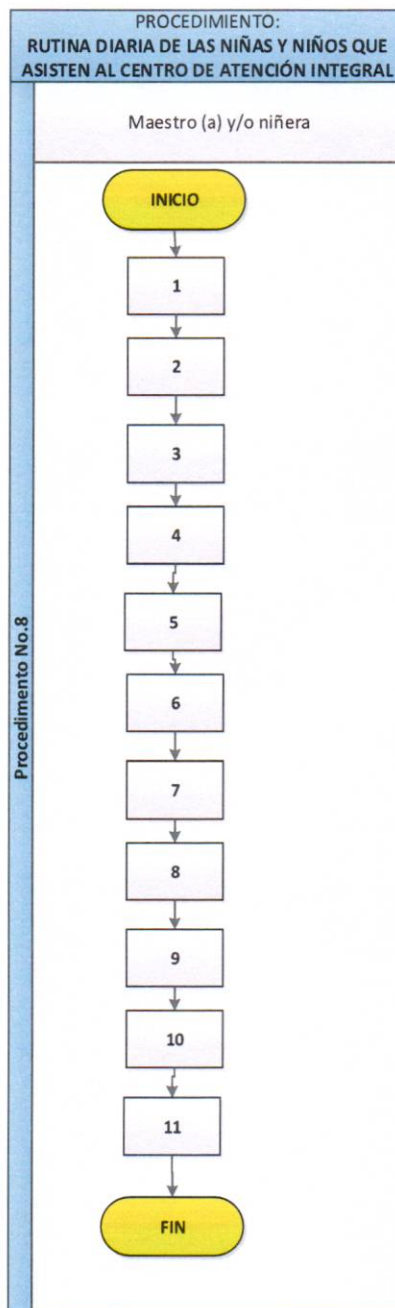 PROCEDIMIENTO:
RUTINA DIARIA DE LAS NIÑAS Y NIÑOS QUE
ASISTEN AL CENTRO DE ATENCIÓN INTEGRAL
Maestro (a) y/o niñera
Procedimento No.8
INICIO
1
2
3
4
5
6
7
8
9
10
11
FIN